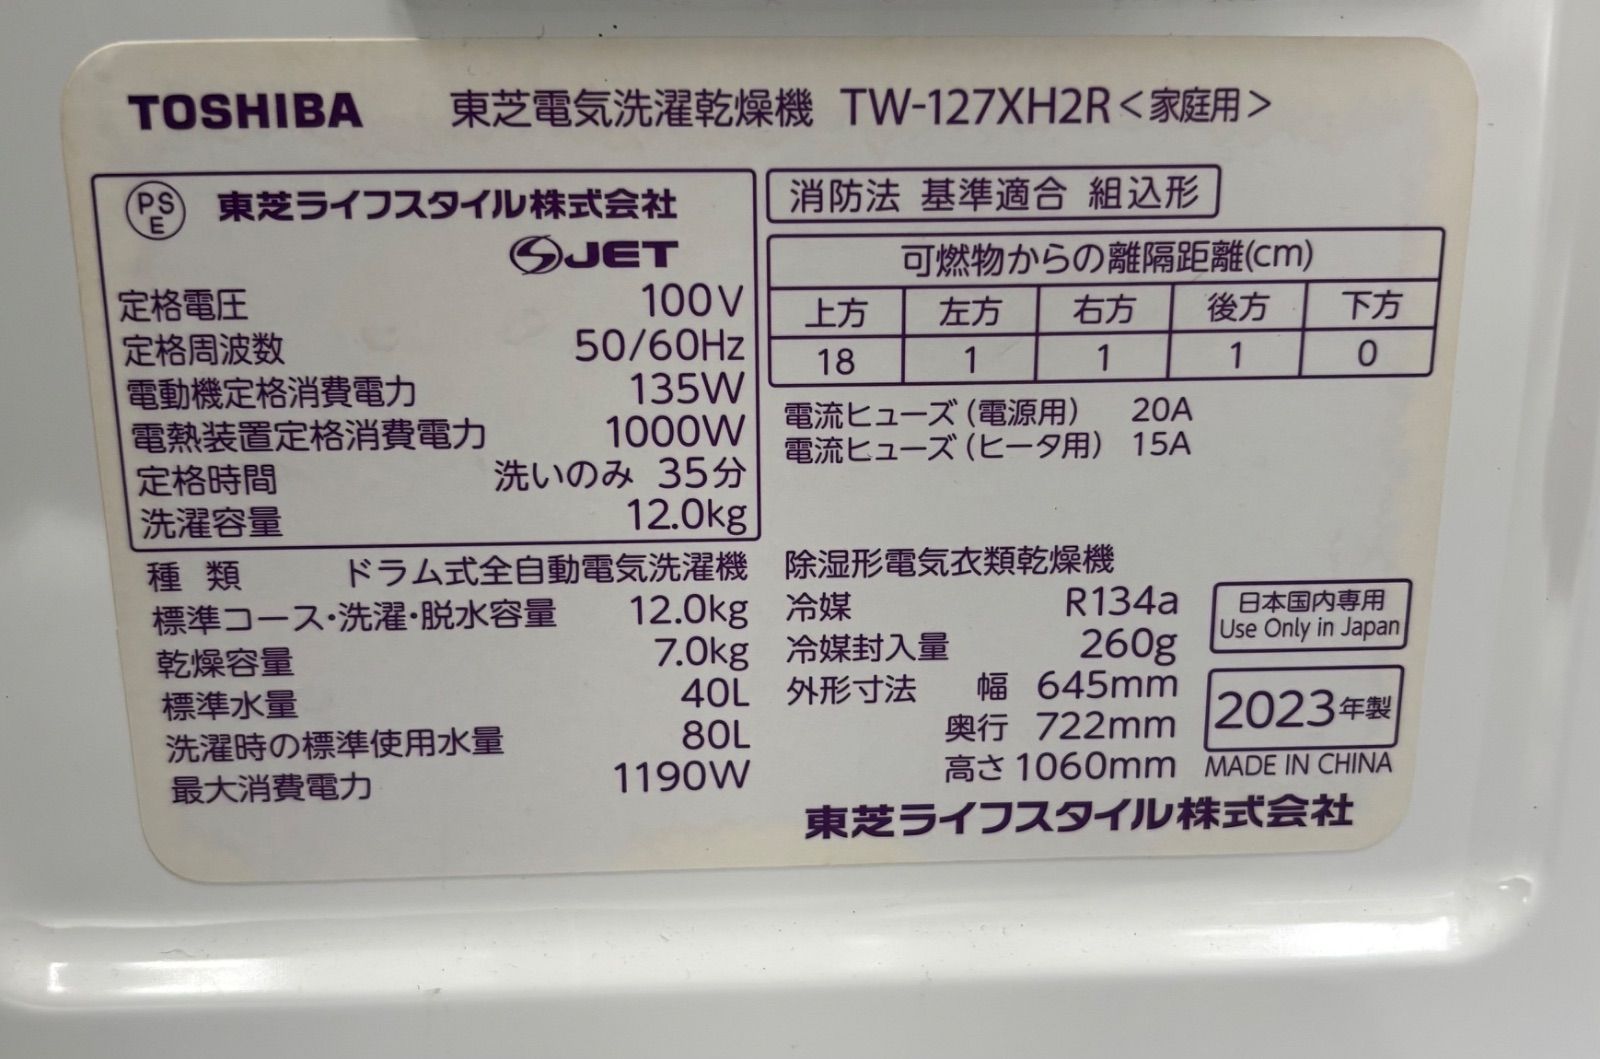 TOSHIBA 東芝電気洗濯乾燥機 TW-127XH2R<家庭用>
PS E 東芝ライフスタイル株式会社
JET
定格電圧 100V
定格周波数 50/60Hz
電動機定格消費電力 135W
電熱装置定格消費電力 1000W
定格時間 洗いのみ 35分
洗濯容量 12.0kg
種類 ドラム式全自動電気洗濯機
標準コース・洗濯・脱水容量 12.0kg
乾燥容量 7.0kg
標準水量 40L
洗濯時の標準使用水量 80L
最大消費電力 1190W
消防法 基準適合 組込形
可燃物からの離隔距離(cm)
上方 左方 右方 後方 下方
18 1 1 1 0
電流ヒューズ(電源用) 20A
電流ヒューズ(ヒータ用) 15A
除湿形電気衣類乾燥機
冷媒 R134a
冷媒封入量 260g
外形寸法 幅 645mm
奥行 722mm
高さ 1060mm
日本国内専用
Use Only in Japan
2023年製
MADE IN CHINA
東芝ライフスタイル株式会社